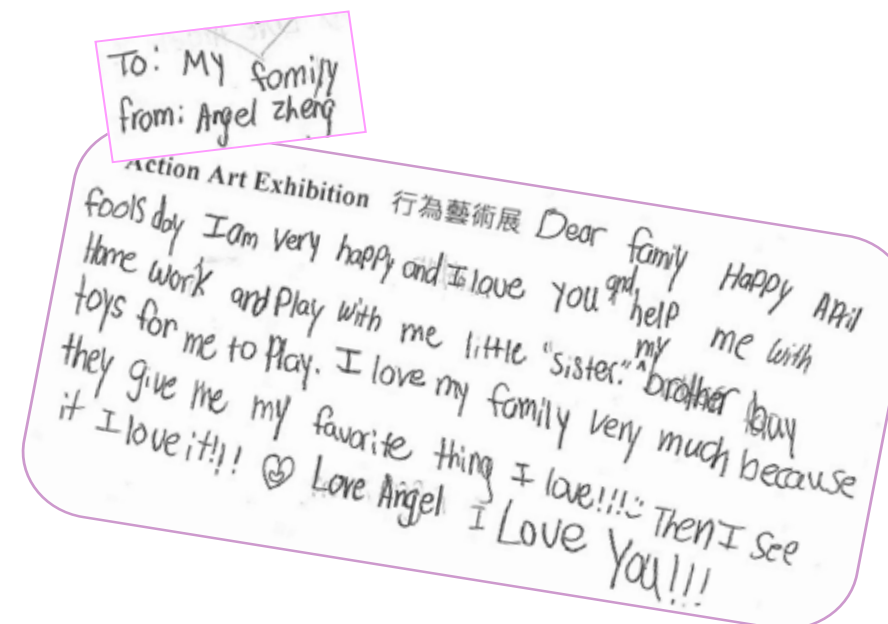 To: My family
from: Angel Zheng
Action Art Exhibition 行為藝術展 Dear family Happy April
fools day I am very happy and I love you and help me with
Home work and Play with me little "sister." my brother buy
toys for me to Play. I love my family very much because
they give me my favorite thing I love!!! Then I see
it I love it!!! Love Angel I Love You!!!